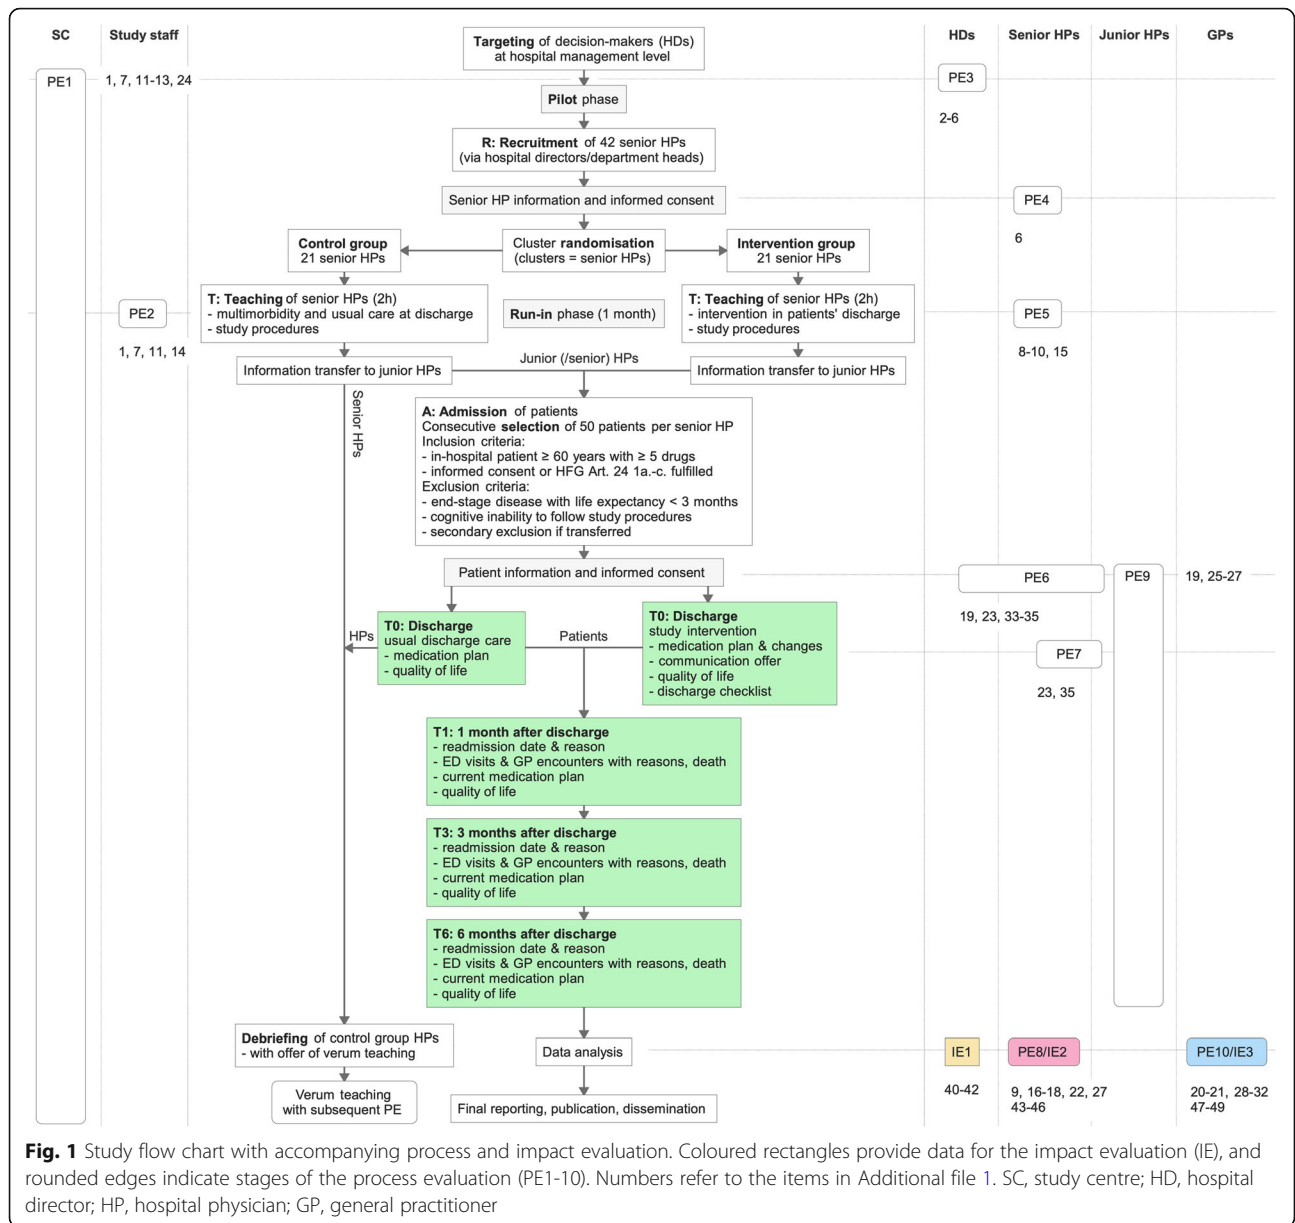 SC
Study staff
HDs
Senior HPs
Junior HPs
GPs
Targeting of decision-makers (HDs)
at hospital management level
PE1
1, 7, 11-13, 24
PE3
2-6
Pilot phase
R: Recruitment of 42 senior HPs
(via hospital directors/department heads)
Senior HP information and informed consent
PE4
6
Control group
21 senior HPs
Cluster randomisation
(clusters = senior HPs)
Intervention group
21 senior HPs
PE2
1, 7, 11, 14
T: Teaching of senior HPs (2h)
- multimorbidity and usual care at discharge
- study procedures
Run-in phase (1 month)
T: Teaching of senior HPs (2h)
- intervention in patients' discharge
- study procedures
PE5
8-10, 15
Information transfer to junior HPs
Junior (/senior) HPs
Information transfer to junior HPs
Senior HPs
A: Admission of patients
Consecutive selection of 50 patients per senior HP
Inclusion criteria:
- in-hospital patient ≥ 60 years with ≥ 5 drugs
- informed consent or HFG Art. 24 1a.-c. fulfilled
Exclusion criteria:
- end-stage disease with life expectancy < 3 months
- cognitive inability to follow study procedures
- secondary exclusion if transferred
Patient information and informed consent
PE6
19, 23, 33-35
PE9
19, 25-27
T0: Discharge
usual discharge care
- medication plan
- quality of life
HPs
Patients
T0: Discharge
study intervention
- medication plan & changes
- communication offer
- quality of life
- discharge checklist
PE7
23, 35
T1: 1 month after discharge
- readmission date & reason
- ED visits & GP encounters with reasons, death
- current medication plan
- quality of life
T3: 3 months after discharge
- readmission date & reason
- ED visits & GP encounters with reasons, death
- current medication plan
- quality of life
T6: 6 months after discharge
- readmission date & reason
- ED visits & GP encounters with reasons, death
- current medication plan
- quality of life
Debriefing of control group HPs
- with offer of verum teaching
Data analysis
IE1
40-42
PE8/IE2
9, 16-18, 22, 27
43-46
PE10/IE3
20-21, 28-32
47-49
Verum teaching
with subsequent PE
Final reporting, publication, dissemination
Fig. 1 Study flow chart with accompanying process and impact evaluation. Coloured rectangles provide data for the impact evaluation (IE), and
rounded edges indicate stages of the process evaluation (PE1-10). Numbers refer to the items in Additional file 1. SC, study centre; HD, hospital
director; HP, hospital physician; GP, general practitioner